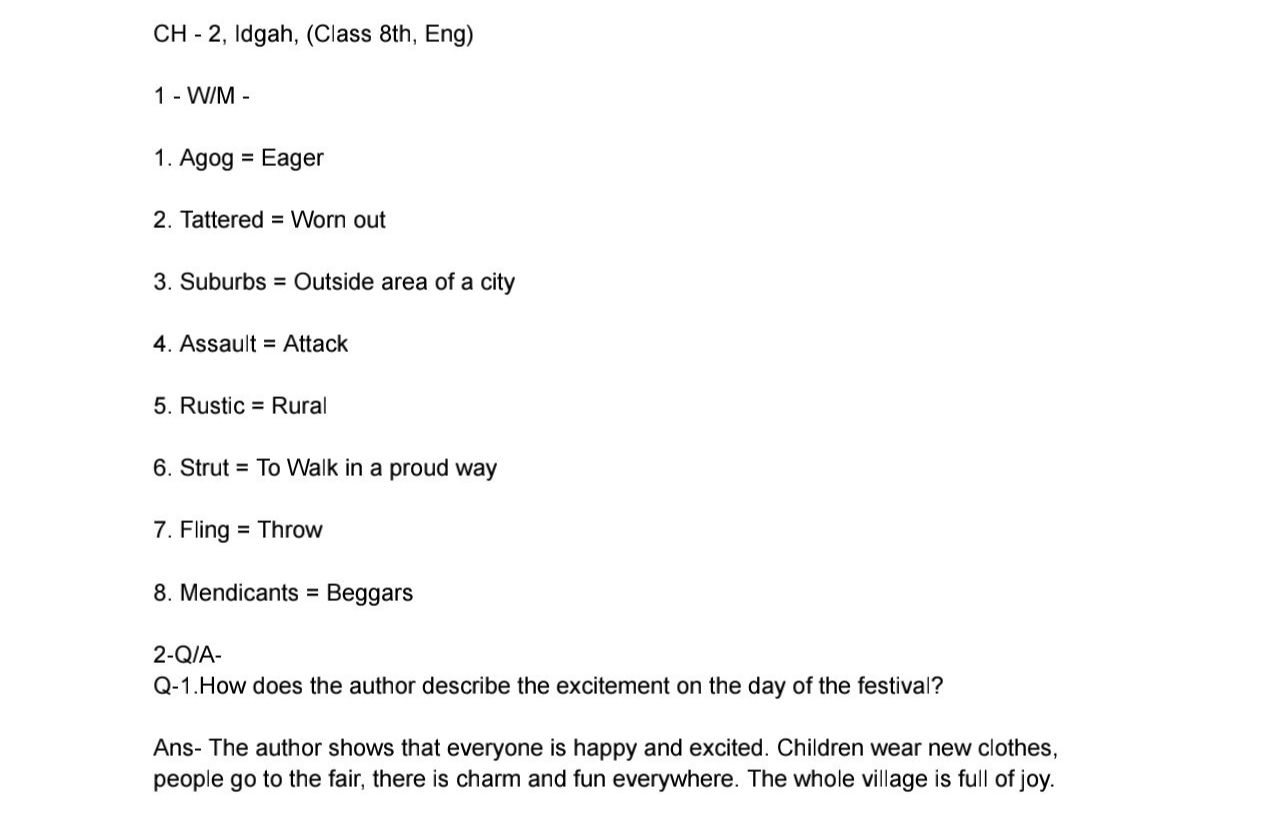 CH - 2, Idgah, (Class 8th, Eng)
1 - W/M -
1. Agog = Eager
2. Tattered = Worn out
3. Suburbs = Outside area of a city
4. Assault = Attack
5. Rustic = Rural
6. Strut = To Walk in a proud way
7. Fling = Throw
8. Mendicants = Beggars
2-Q/A-
Q-1.How does the author describe the excitement on the day of the festival?
Ans- The author shows that everyone is happy and excited. Children wear new clothes,
people go to the fair, there is charm and fun everywhere. The whole village is full of joy.